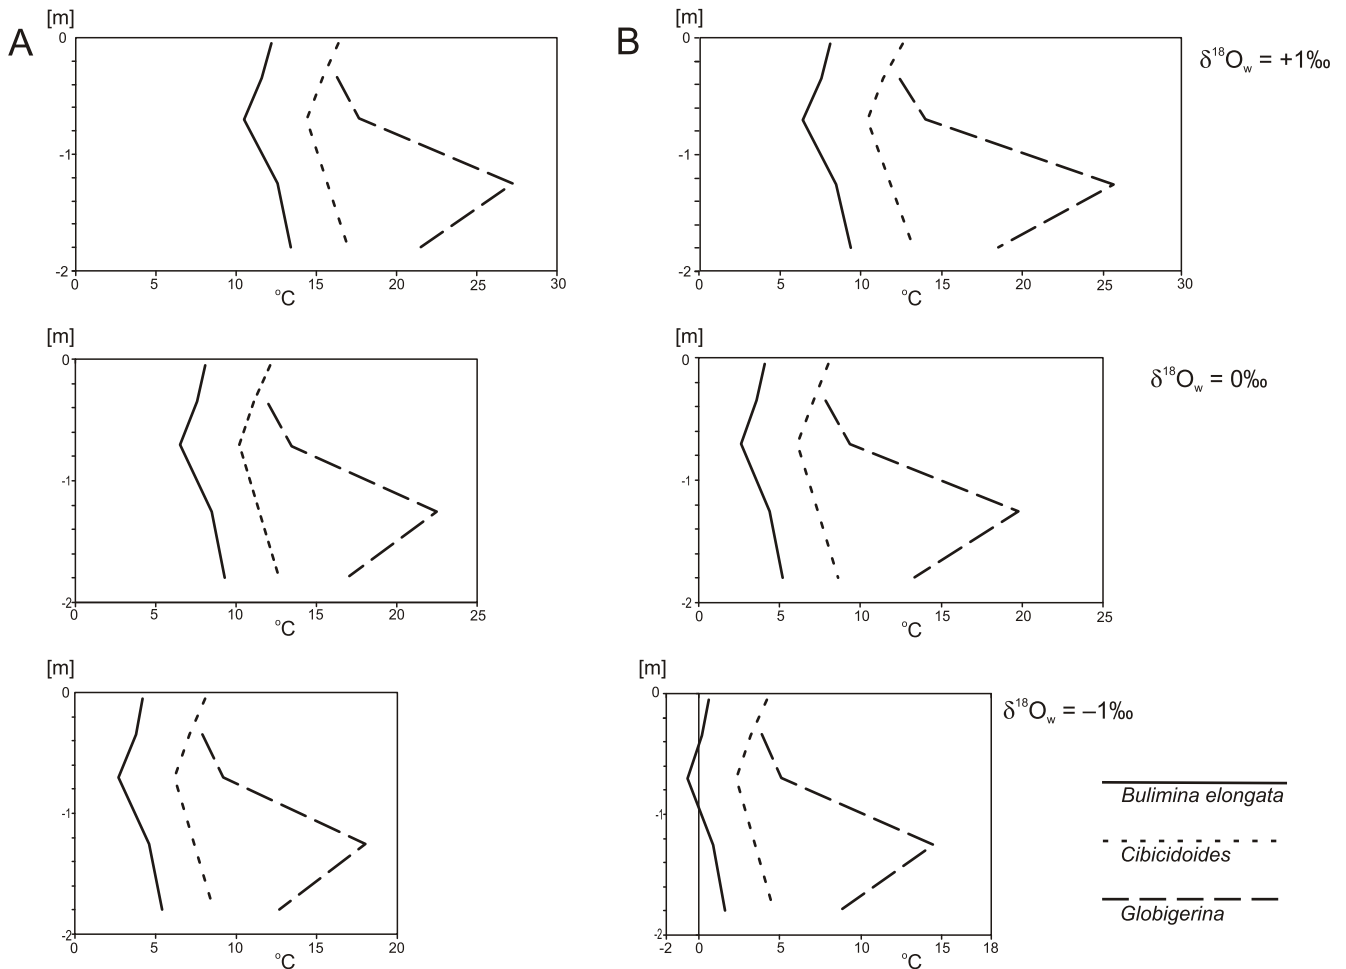 A
[m]
0
-1
-2
0 5 10 15 20 25 30
°C
B
[m]
0
-1
-2
0 5 10 15 20 25 30
°C
δ¹⁸Ow = +1‰
[m]
0
-1
-2
0 5 10 15 20 25
°C
[m]
0
-1
-2
0 5 10 15 20 25
°C
δ¹⁸Ow = 0‰
[m]
0
-1
-2
0 5 10 15 20
°C
[m]
0
-1
-2
-2 0 5 10 15 18
°C
δ¹⁸Ow = –1‰
Bulimina elongata
Cibicidoides
Globigerina